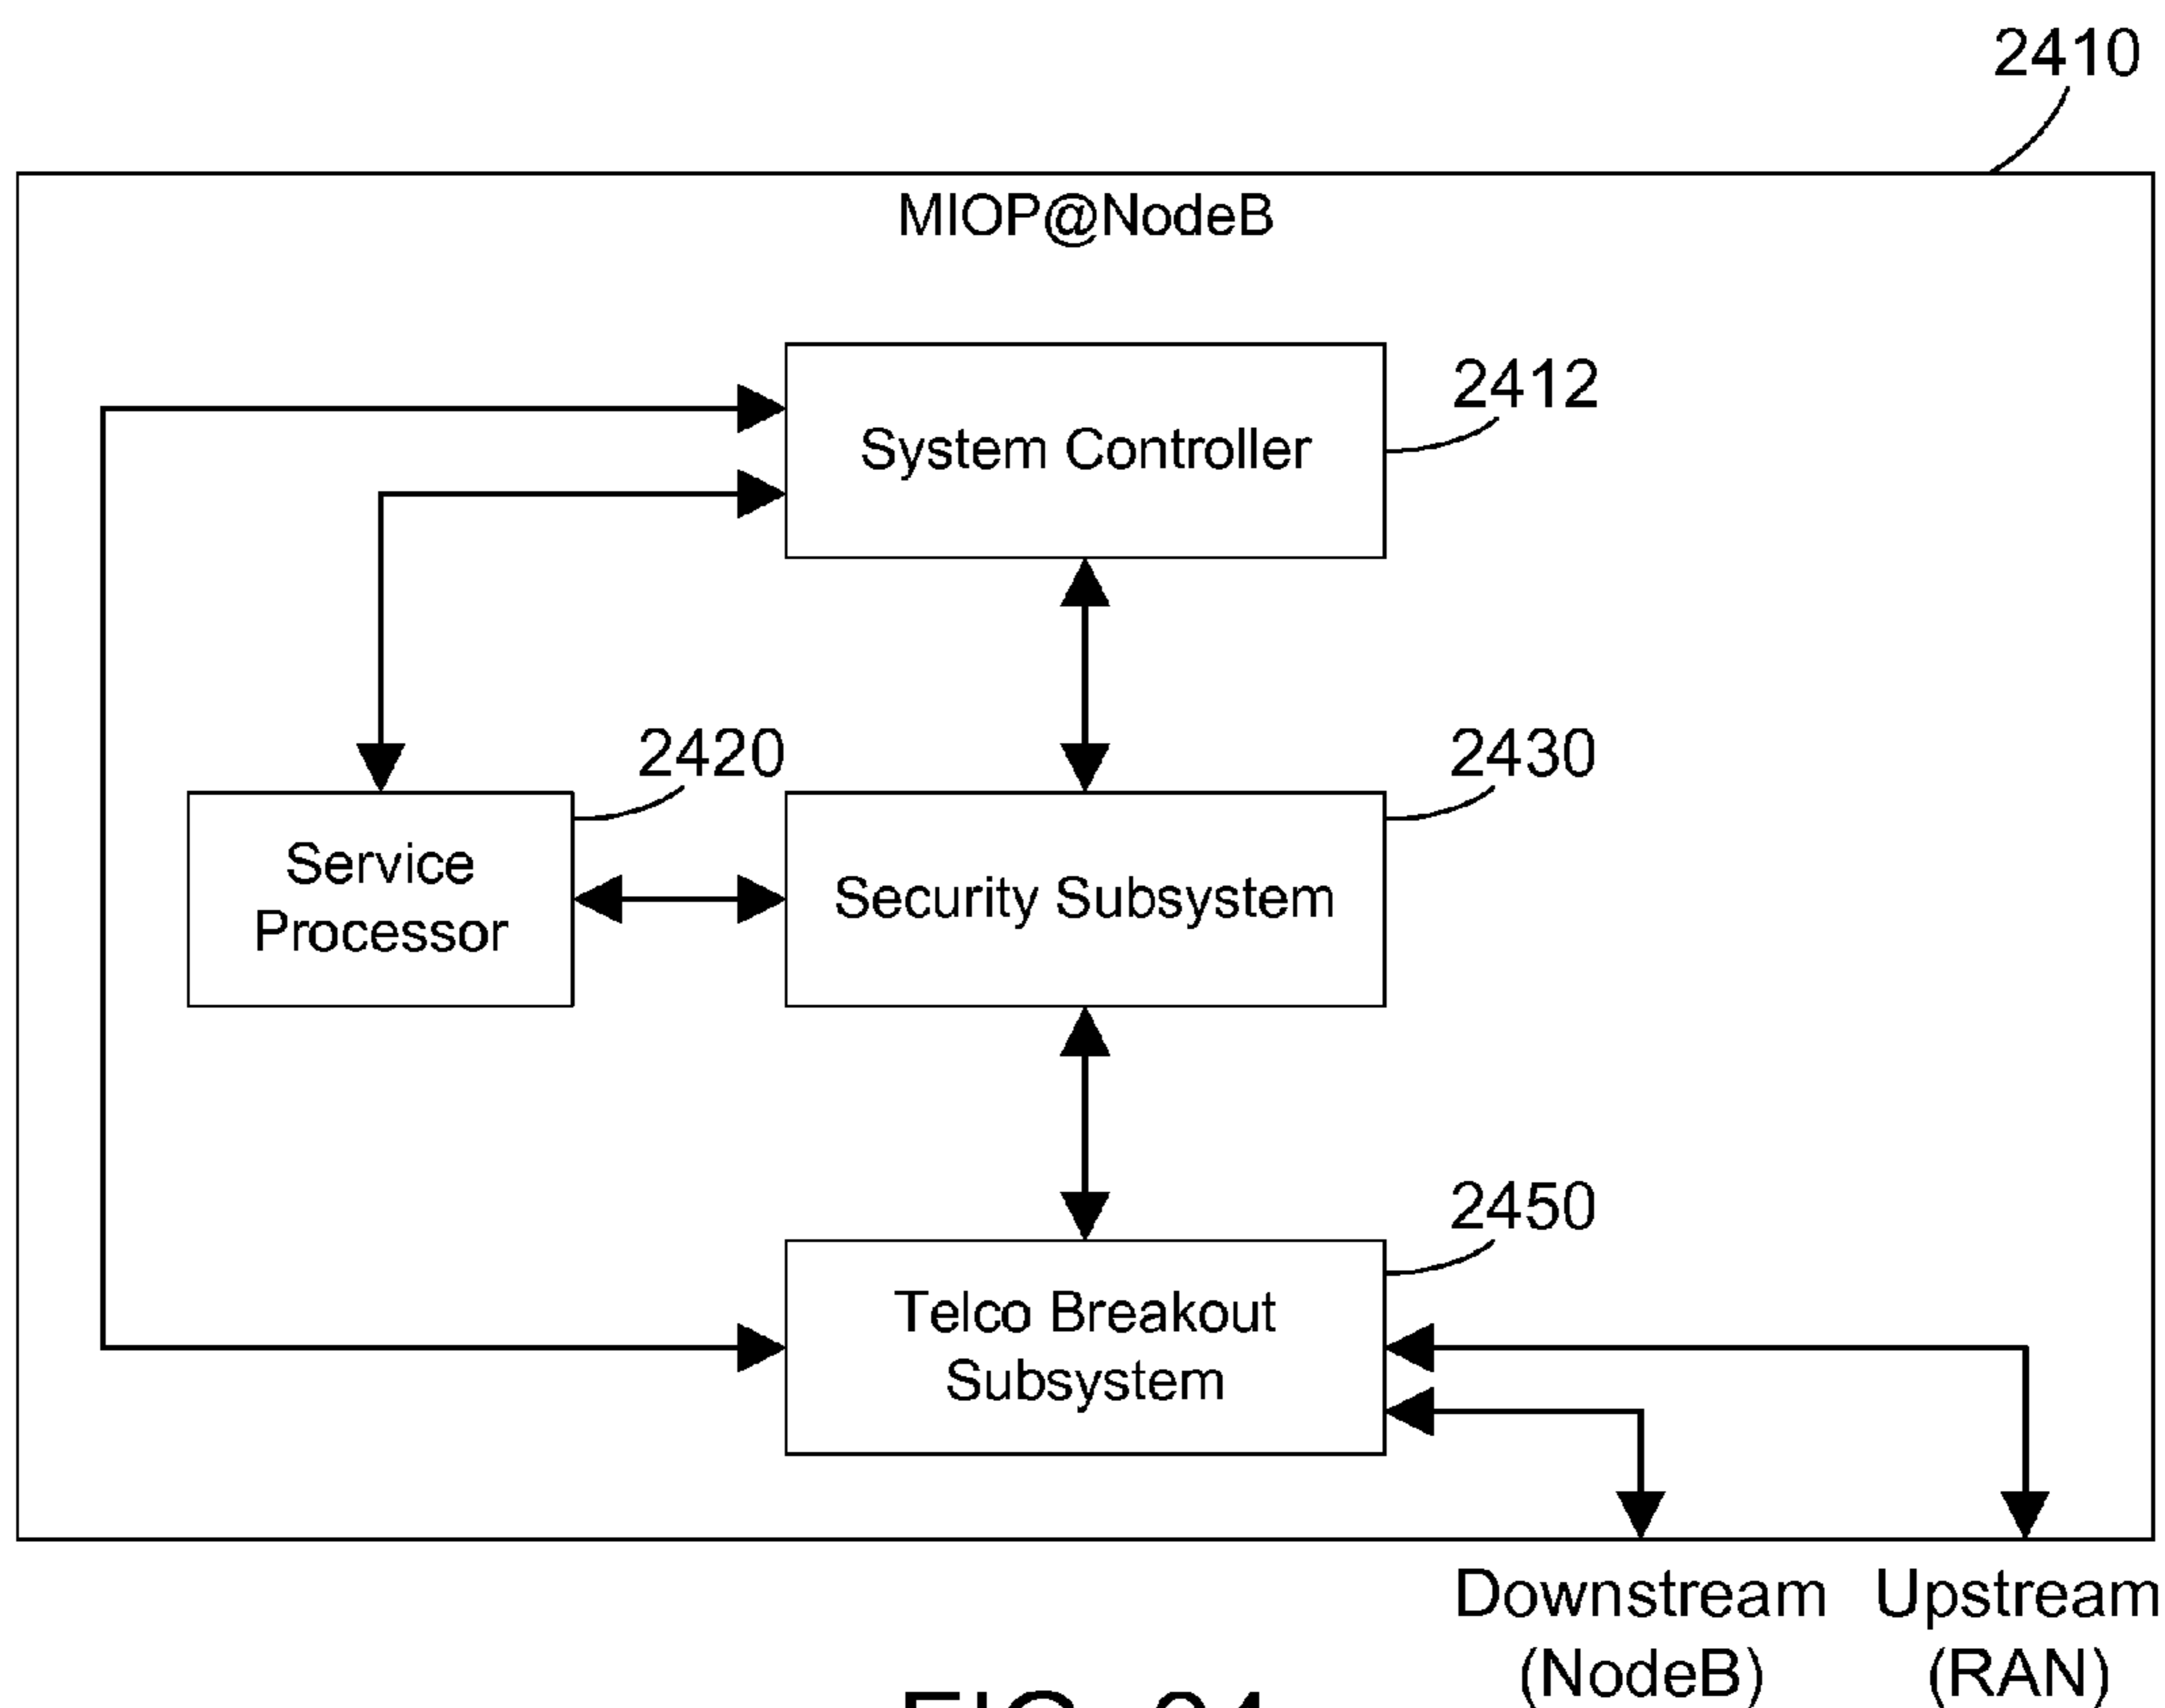 2410
MIOP@NodeB
System Controller
2412
2420
2430
Service
Processor
Security Subsystem
2450
Telco Breakout
Subsystem
Downstream
(NodeB)
Upstream
(RAN)